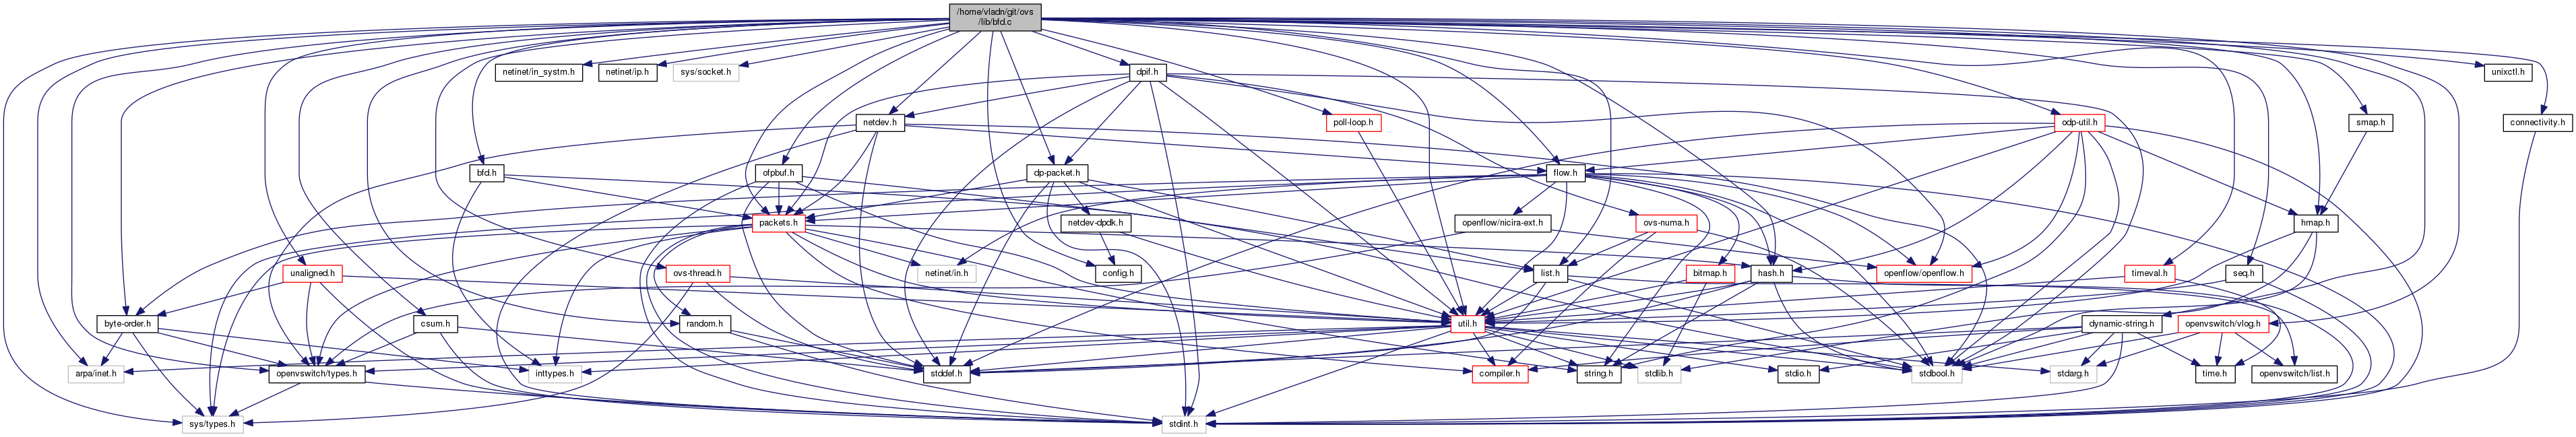 /home/vladn/git/ovs
/lib/bfd.c
netinet/in_systm.h
netinet/ip.h
sys/socket.h
dpif.h
unixctl.h
netdev.h
poll-loop.h
odp-util.h
smap.h
connectivity.h
bfd.h
ofpbuf.h
dp-packet.h
flow.h
packets.h
netdev-dpdk.h
openflow/nicira-ext.h
ovs-numa.h
hmap.h
unaligned.h
ovs-thread.h
netinet/in.h
config.h
list.h
bitmap.h
hash.h
openflow/openflow.h
timeval.h
seq.h
byte-order.h
csum.h
random.h
util.h
dynamic-string.h
openvswitch/vlog.h
arpa/inet.h
openvswitch/types.h
inttypes.h
stddef.h
compiler.h
string.h
stdlib.h
stdio.h
stdbool.h
stdarg.h
time.h
openvswitch/list.h
sys/types.h
stdint.h